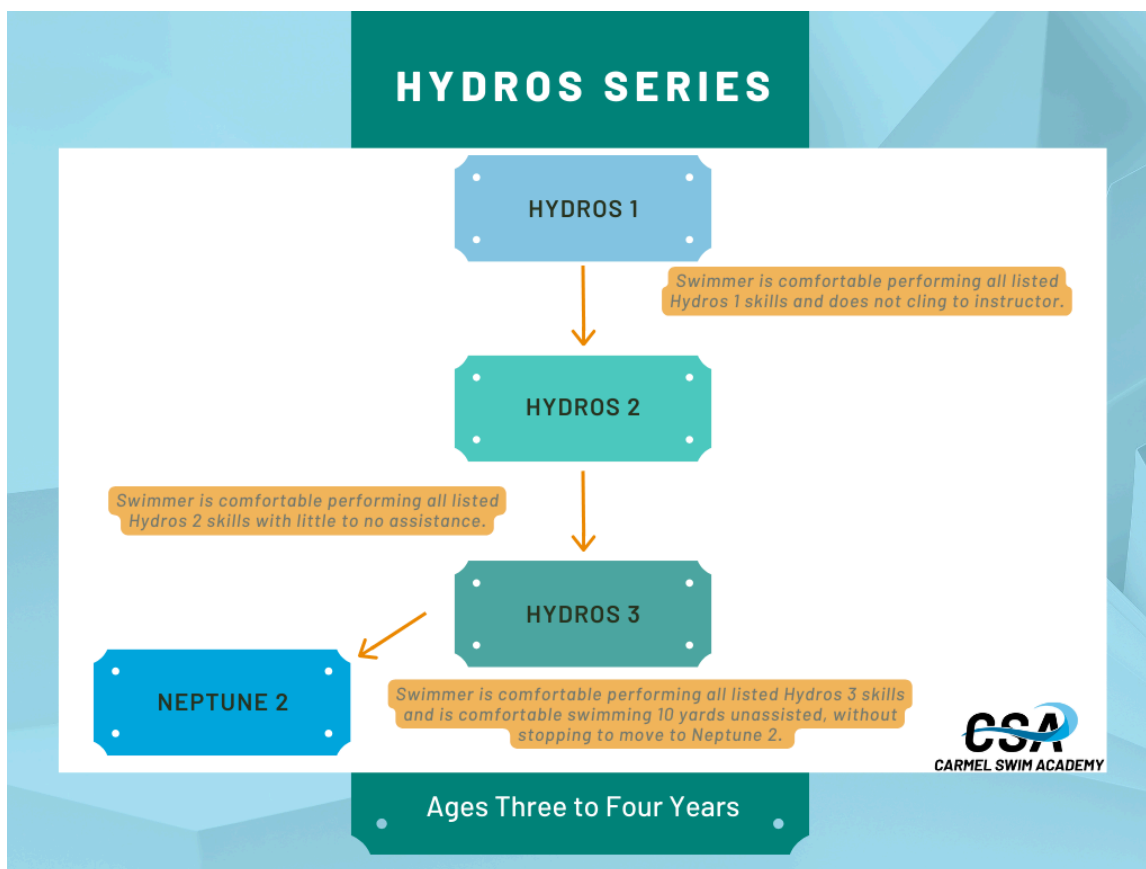 HYDROS SERIES
HYDROS 1
Swimmer is comfortable performing all listed
Hydros 1 skills and does not cling to instructor.
HYDROS 2
Swimmer is comfortable performing all listed
Hydros 2 skills with little to no assistance.
HYDROS 3
NEPTUNE 2
Swimmer is comfortable performing all listed Hydros 3 skills
and is comfortable swimming 10 yards unassisted, without
stopping to move to Neptune 2.
CSA
CARMEL SWIM ACADEMY
Ages Three to Four Years